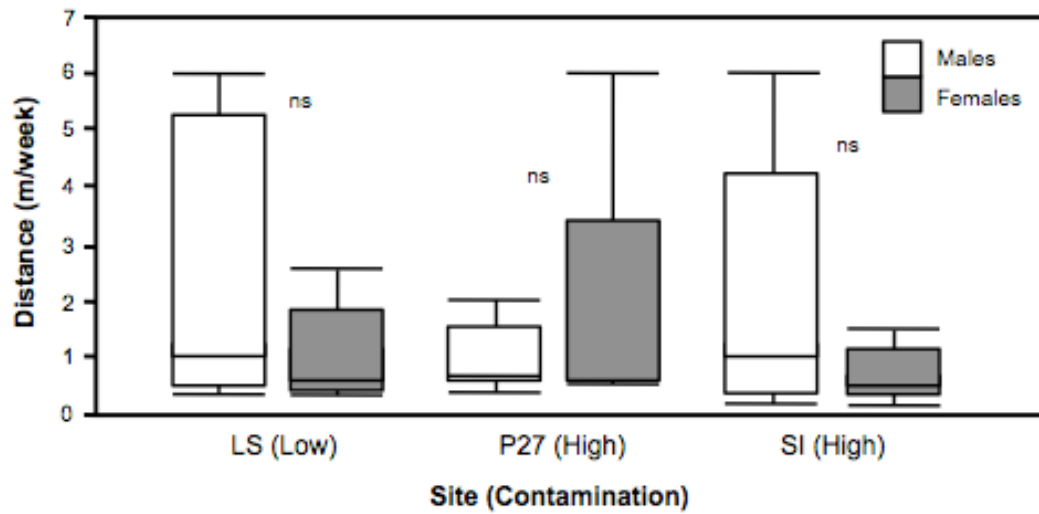 7
6
5
4
3
2
1
0
Distance (m/week)
ns
ns
ns
Males
Females
LS (Low)
P27 (High)
SI (High)
Site (Contamination)